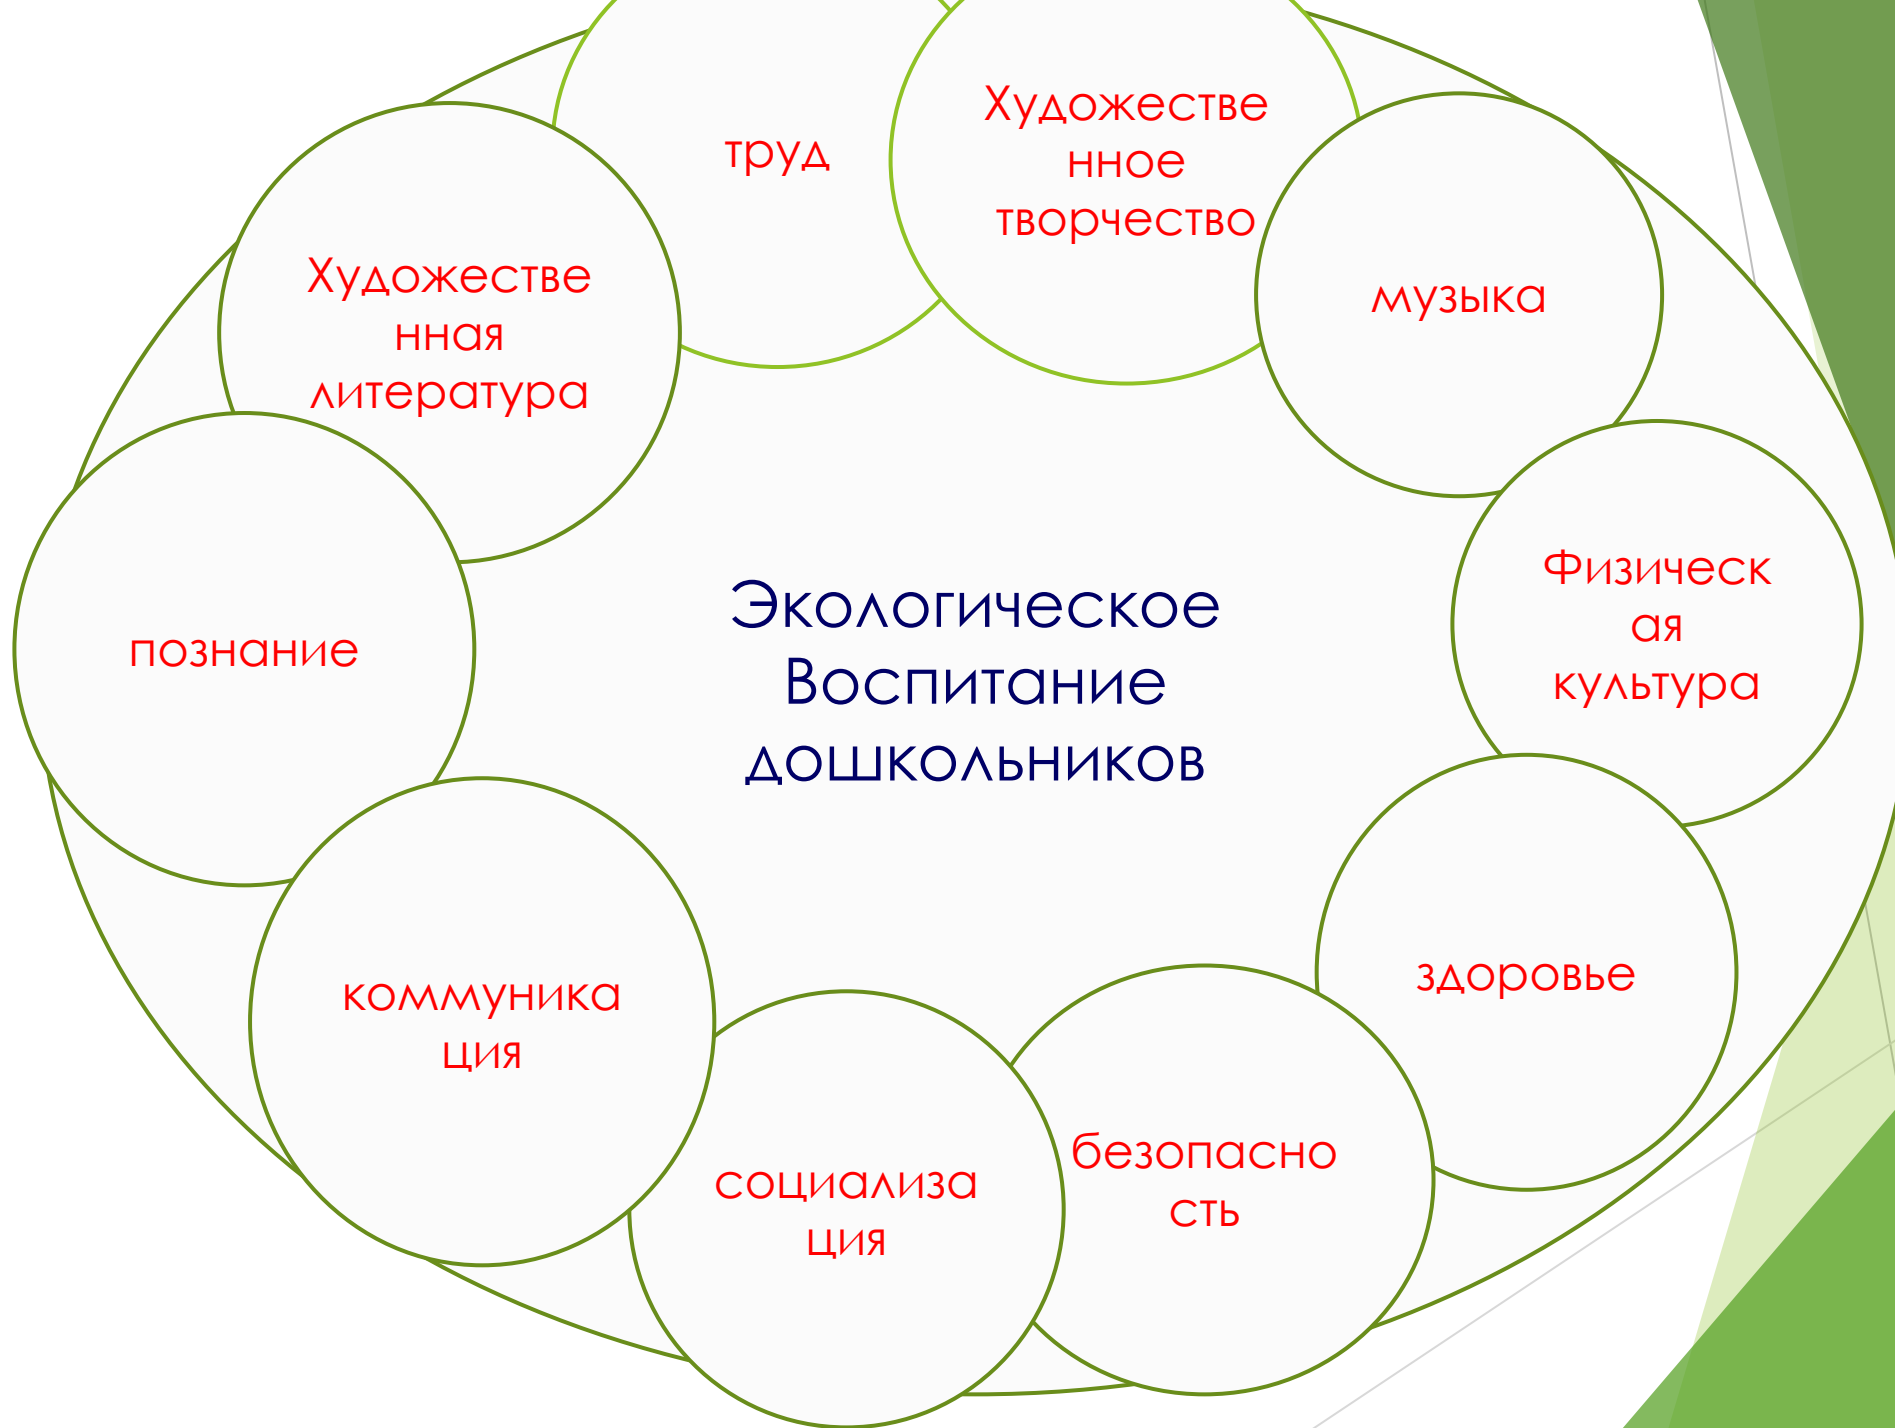 труд
Художестве
нное
творчество
Художестве
нная
литература
музыка
Физическ
ая
культура
познание
Экологическое
Воспитание
дошкольников
здоровье
коммуника
ция
безопасно
сть
социализа
ция